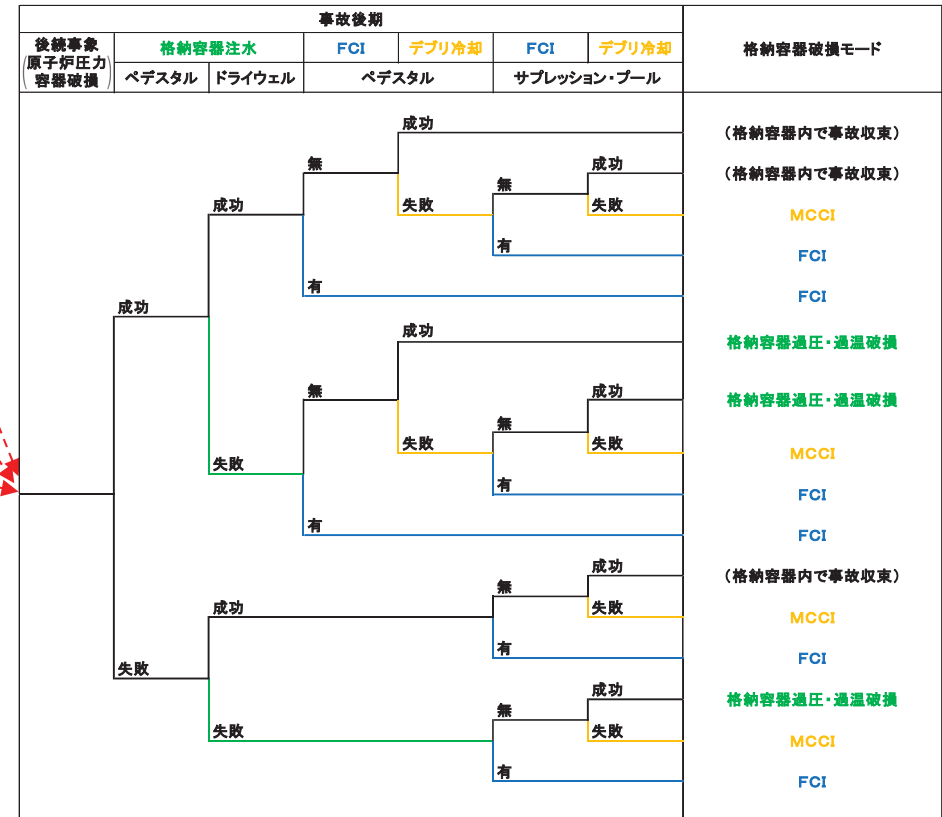 事故後期
後続事象
(原子炉圧力
容器破損)
格納容器注水
FCI
デブリ冷却
FCI
デブリ冷却
格納容器破損モード
ペデスタル
ドライウェル
ペデスタル
サプレッション・プール
成功
(格納容器内で事故収束)
無
成功
(格納容器内で事故収束)
無
成功
失敗
失敗
MCCI
有
FCI
有
FCI
成功
成功
格納容器過圧・過温破損
無
成功
格納容器過圧・過温破損
無
失敗
失敗
MCCI
失敗
有
FCI
有
FCI
成功
(格納容器内で事故収束)
無
成功
失敗
MCCI
有
FCI
失敗
成功
格納容器過圧・過温破損
無
失敗
失敗
MCCI
有
FCI